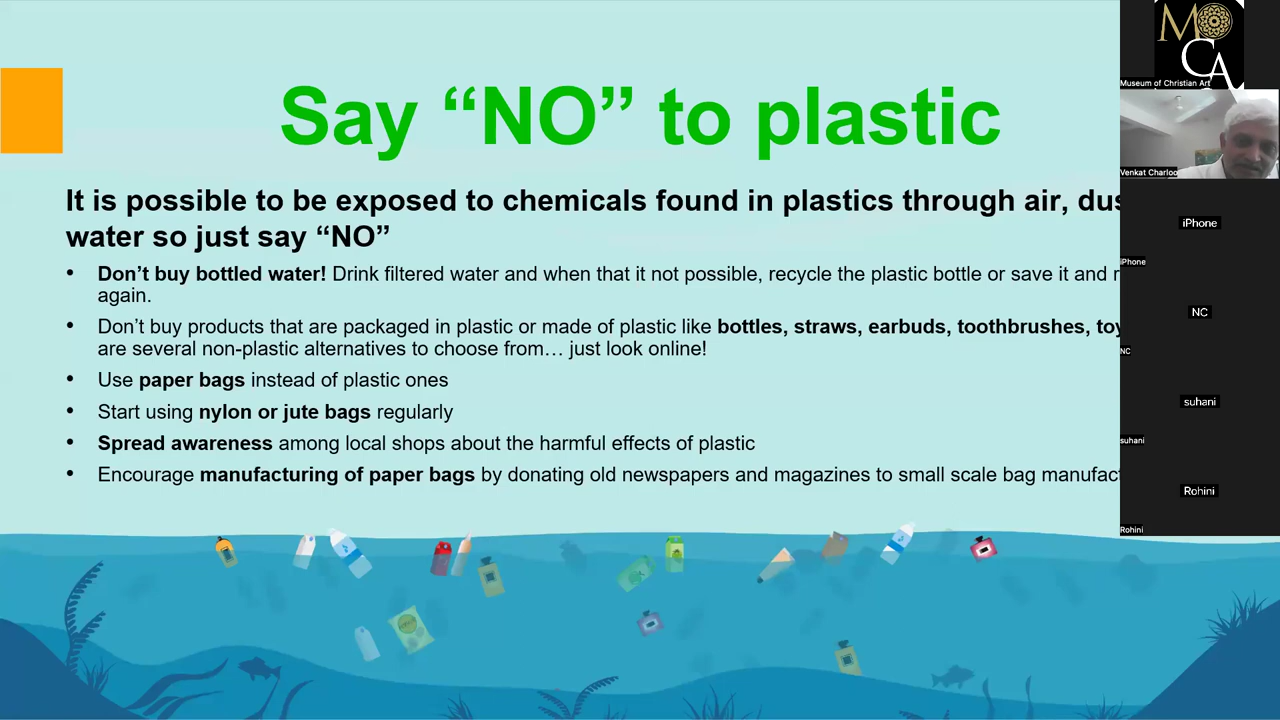 Say “NO” to plastic
It is possible to be exposed to chemicals found in plastics through air,
water so just say “NO”
• Don’t buy bottled water! Drink filtered water and when that it not possible, recycle the plastic bottle or save it and
again.
• Don’t buy products that are packaged in plastic or made of plastic like bottles, straws, earbuds, toothbrushes,
are several non-plastic alternatives to choose from… just look online!
• Use paper bags instead of plastic ones
• Start using nylon or jute bags regularly
• Spread awareness among local shops about the harmful effects of plastic
• Encourage manufacturing of paper bags by donating old newspapers and magazines to small scale bag
MOCA
Museum of Christian Art
Venkat Charloo
iPhone
iPhone
NC
NC
suhani
suhani
Rohini
Rohini